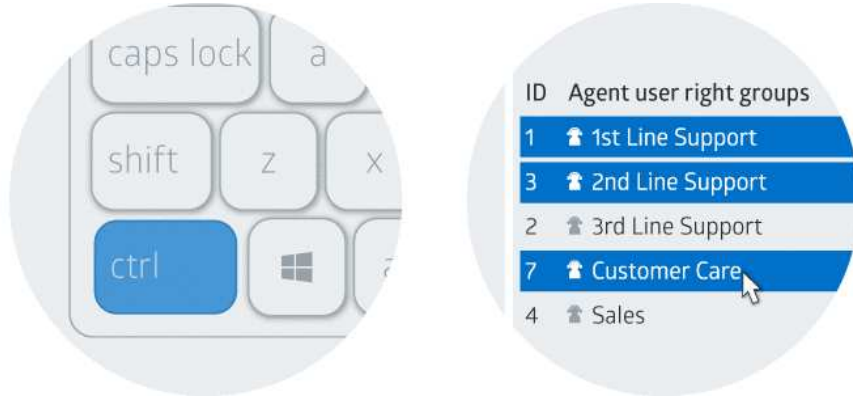 caps lock a
shift z x
ctrl
ID Agent user right groups
1 1st Line Support
3 2nd Line Support
2 3rd Line Support
7 Customer Care
4 Sales